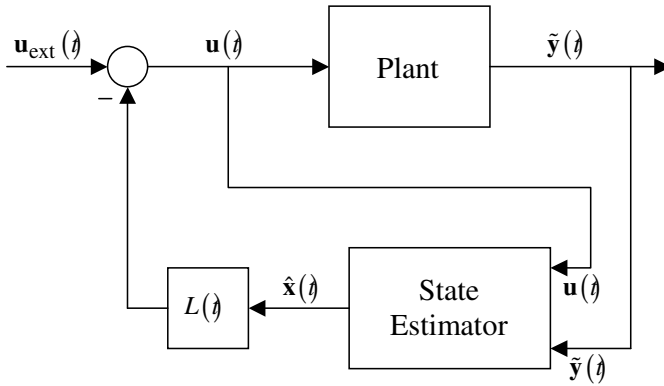 u_ext(t)
u(t)
ỹ(t)
Plant
−
L(t)
x̂(t)
State
Estimator
u(t)
ỹ(t)